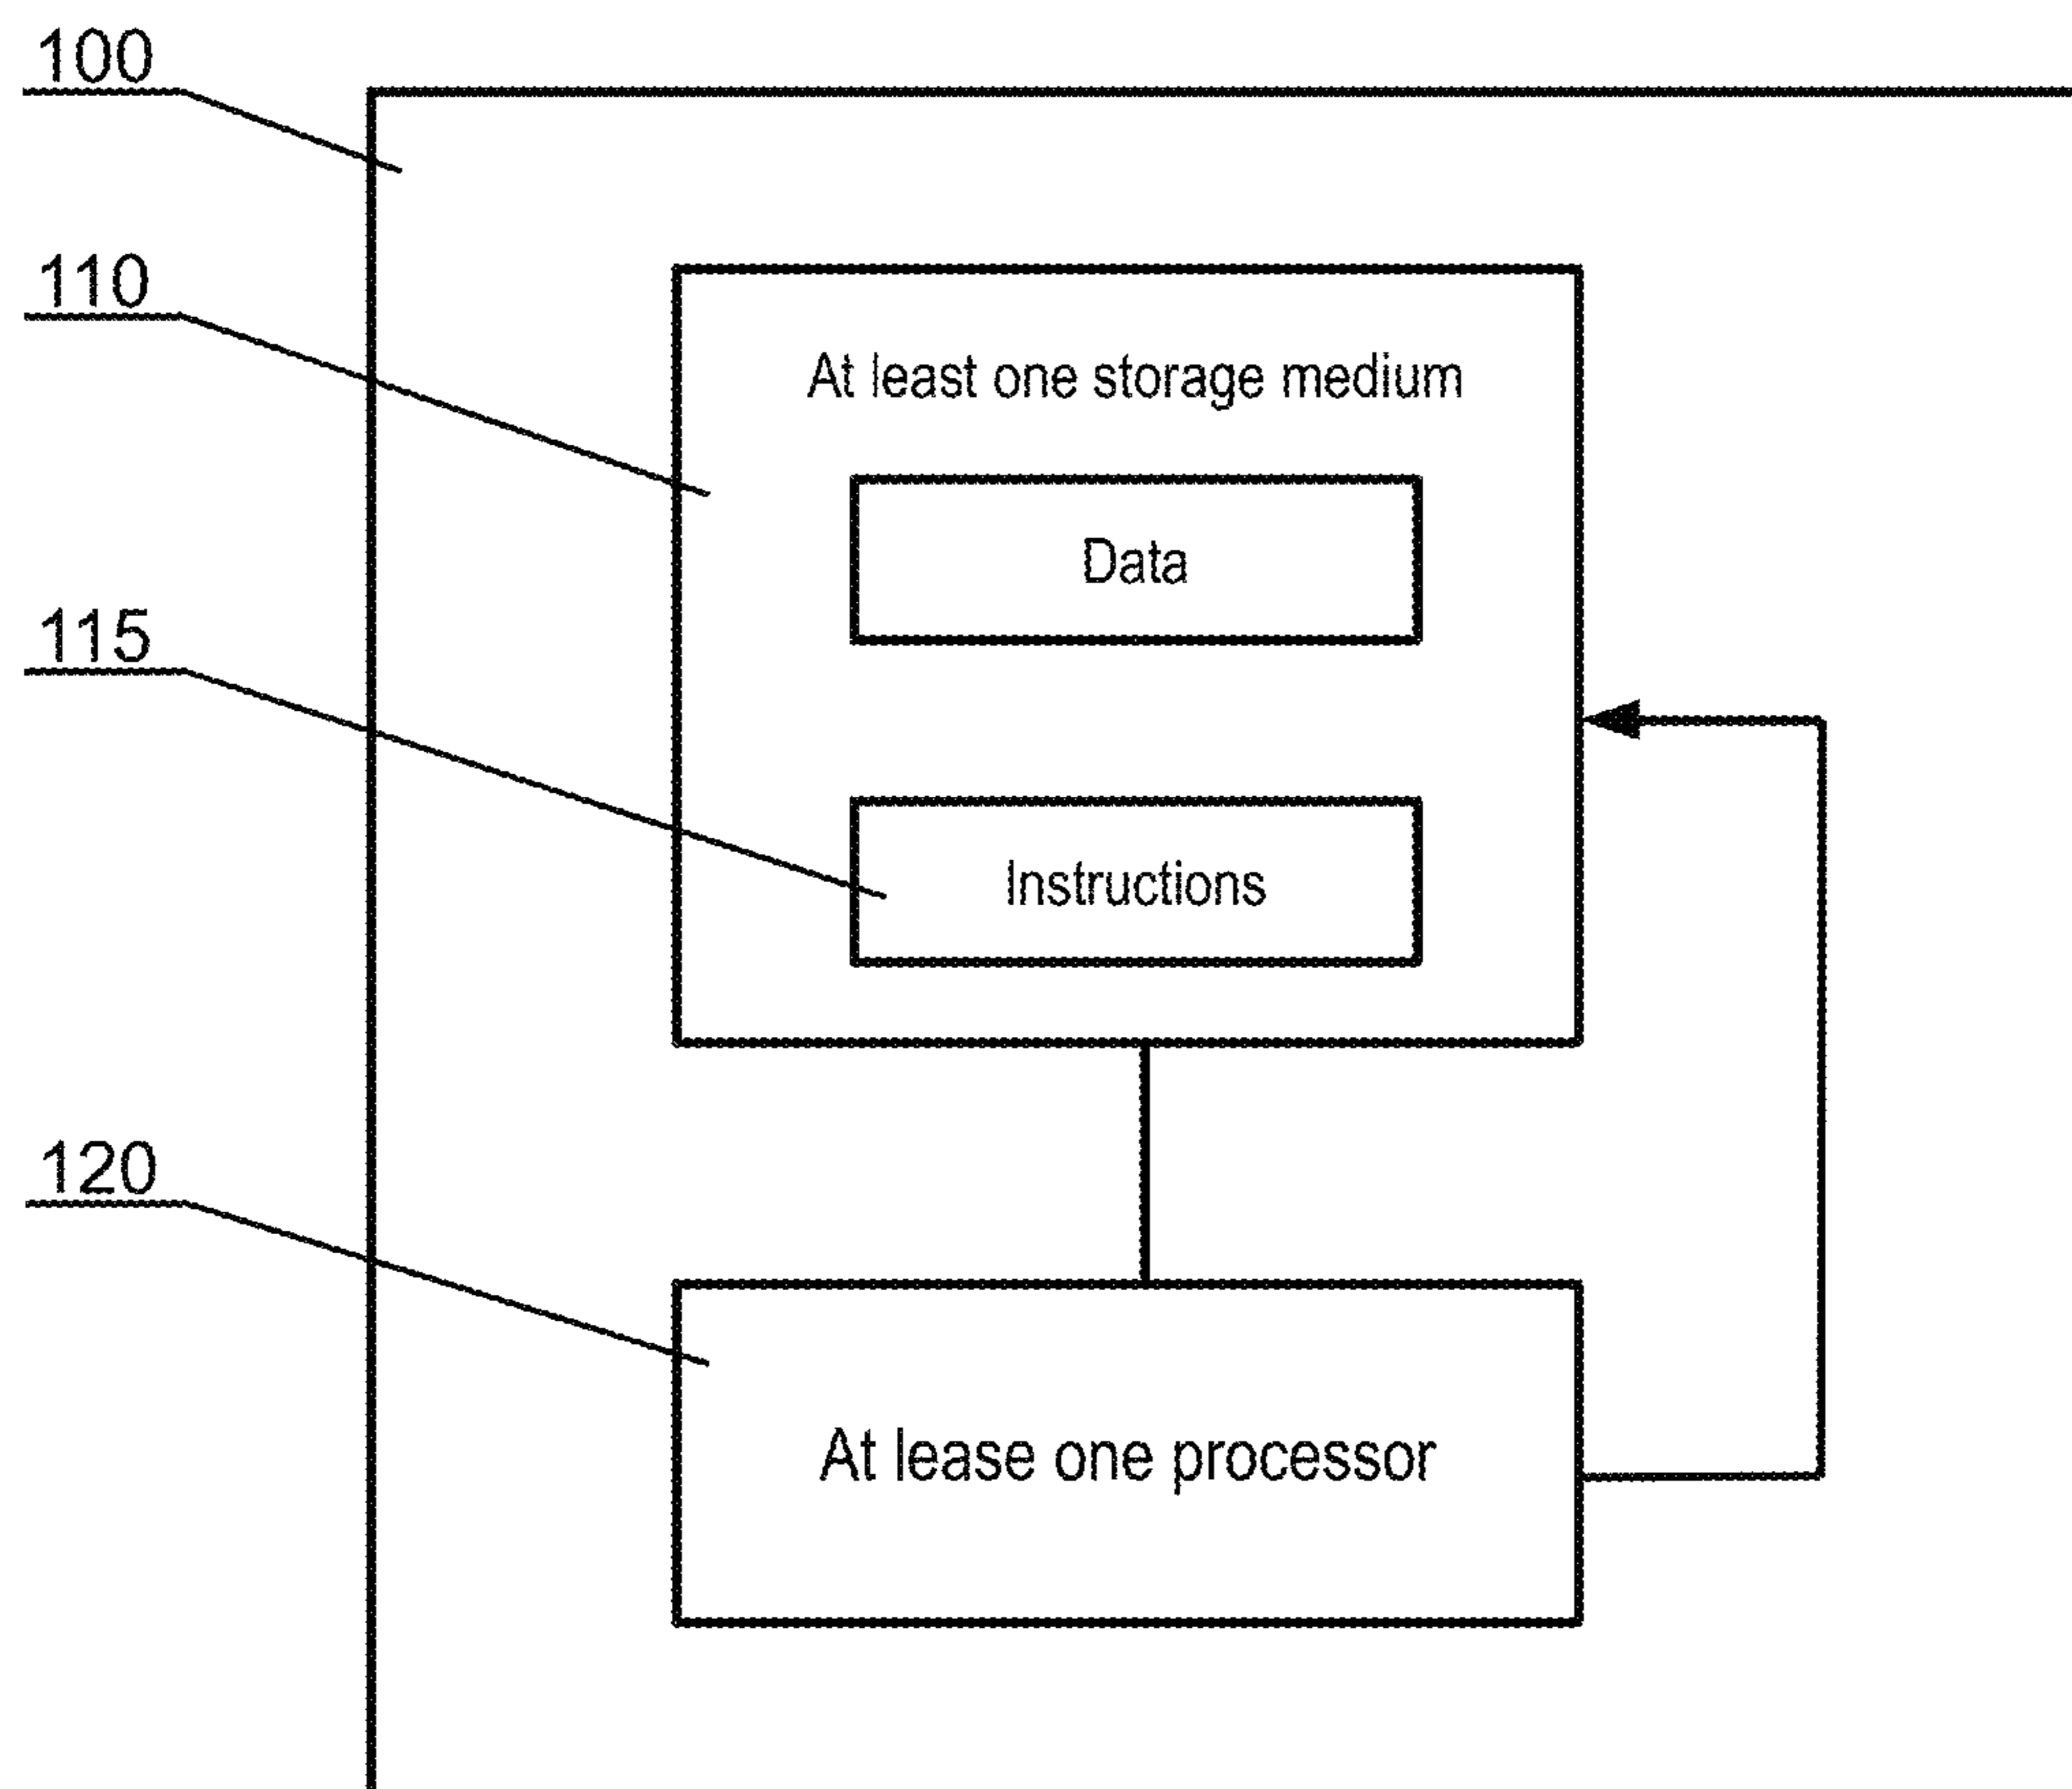 100
110
At least one storage medium
Data
115
Instructions
120
At lease one processor